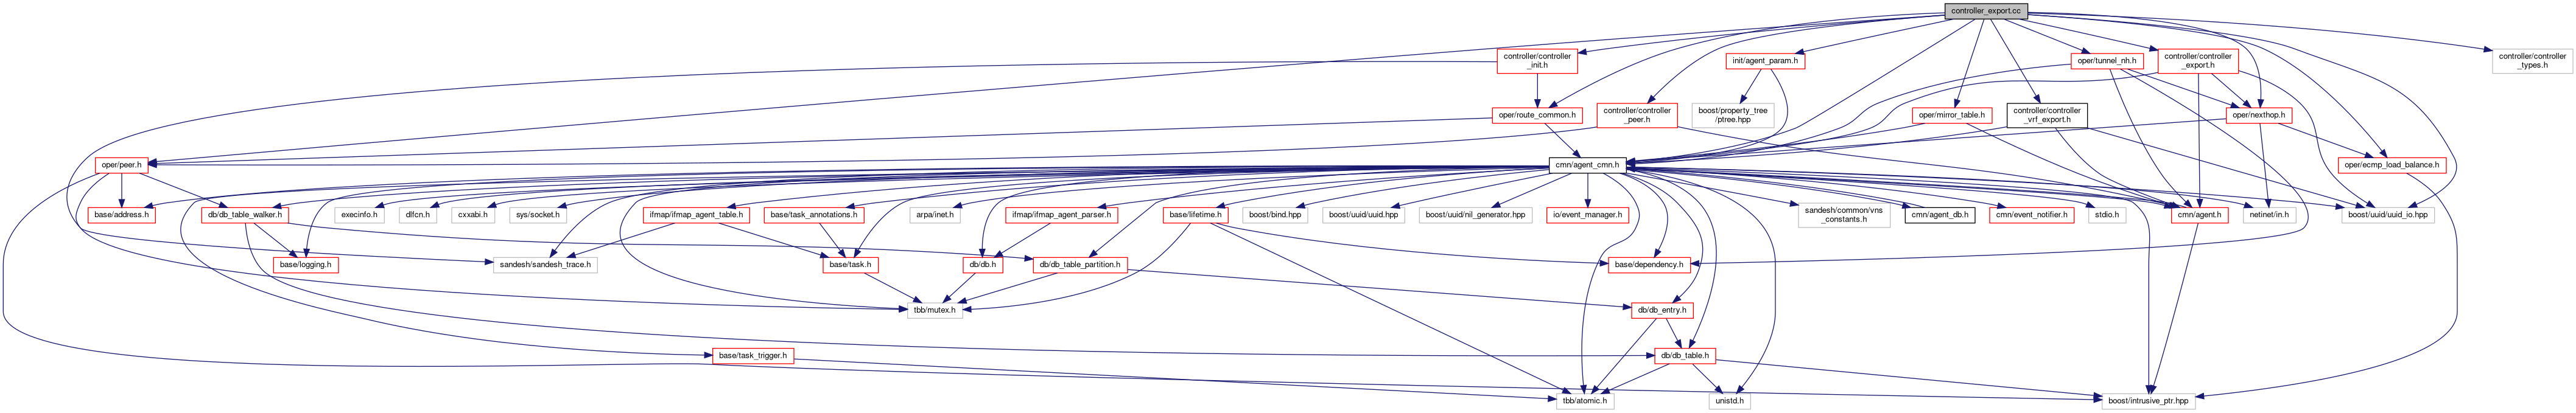 controller_export.cc
controller/controller
_init.h
init/agent_param.h
oper/tunnel_nh.h
controller/controller
_export.h
controller/controller
_types.h
oper/route_common.h
controller/controller
_peer.h
boost/property_tree
/ptree.hpp
oper/mirror_table.h
controller/controller
_vrf_export.h
oper/nexthop.h
oper/peer.h
cmn/agent_cmn.h
oper/ecmp_load_balance.h
base/address.h
db/db_table_walker.h
execinfo.h
dlfcn.h
cxxabi.h
sys/socket.h
ifmap/ifmap_agent_table.h
base/task_annotations.h
arpa/inet.h
ifmap/ifmap_agent_parser.h
base/lifetime.h
boost/bind.hpp
boost/uuid/uuid.hpp
boost/uuid/nil_generator.hpp
io/event_manager.h
sandesh/common/vns
_constants.h
cmn/agent_db.h
cmn/event_notifier.h
stdio.h
cmn/agent.h
netinet/in.h
boost/uuid/uuid_io.hpp
base/logging.h
sandesh/sandesh_trace.h
base/task.h
db/db.h
db/db_table_partition.h
base/dependency.h
tbb/mutex.h
db/db_entry.h
base/task_trigger.h
db/db_table.h
tbb/atomic.h
unistd.h
boost/intrusive_ptr.hpp